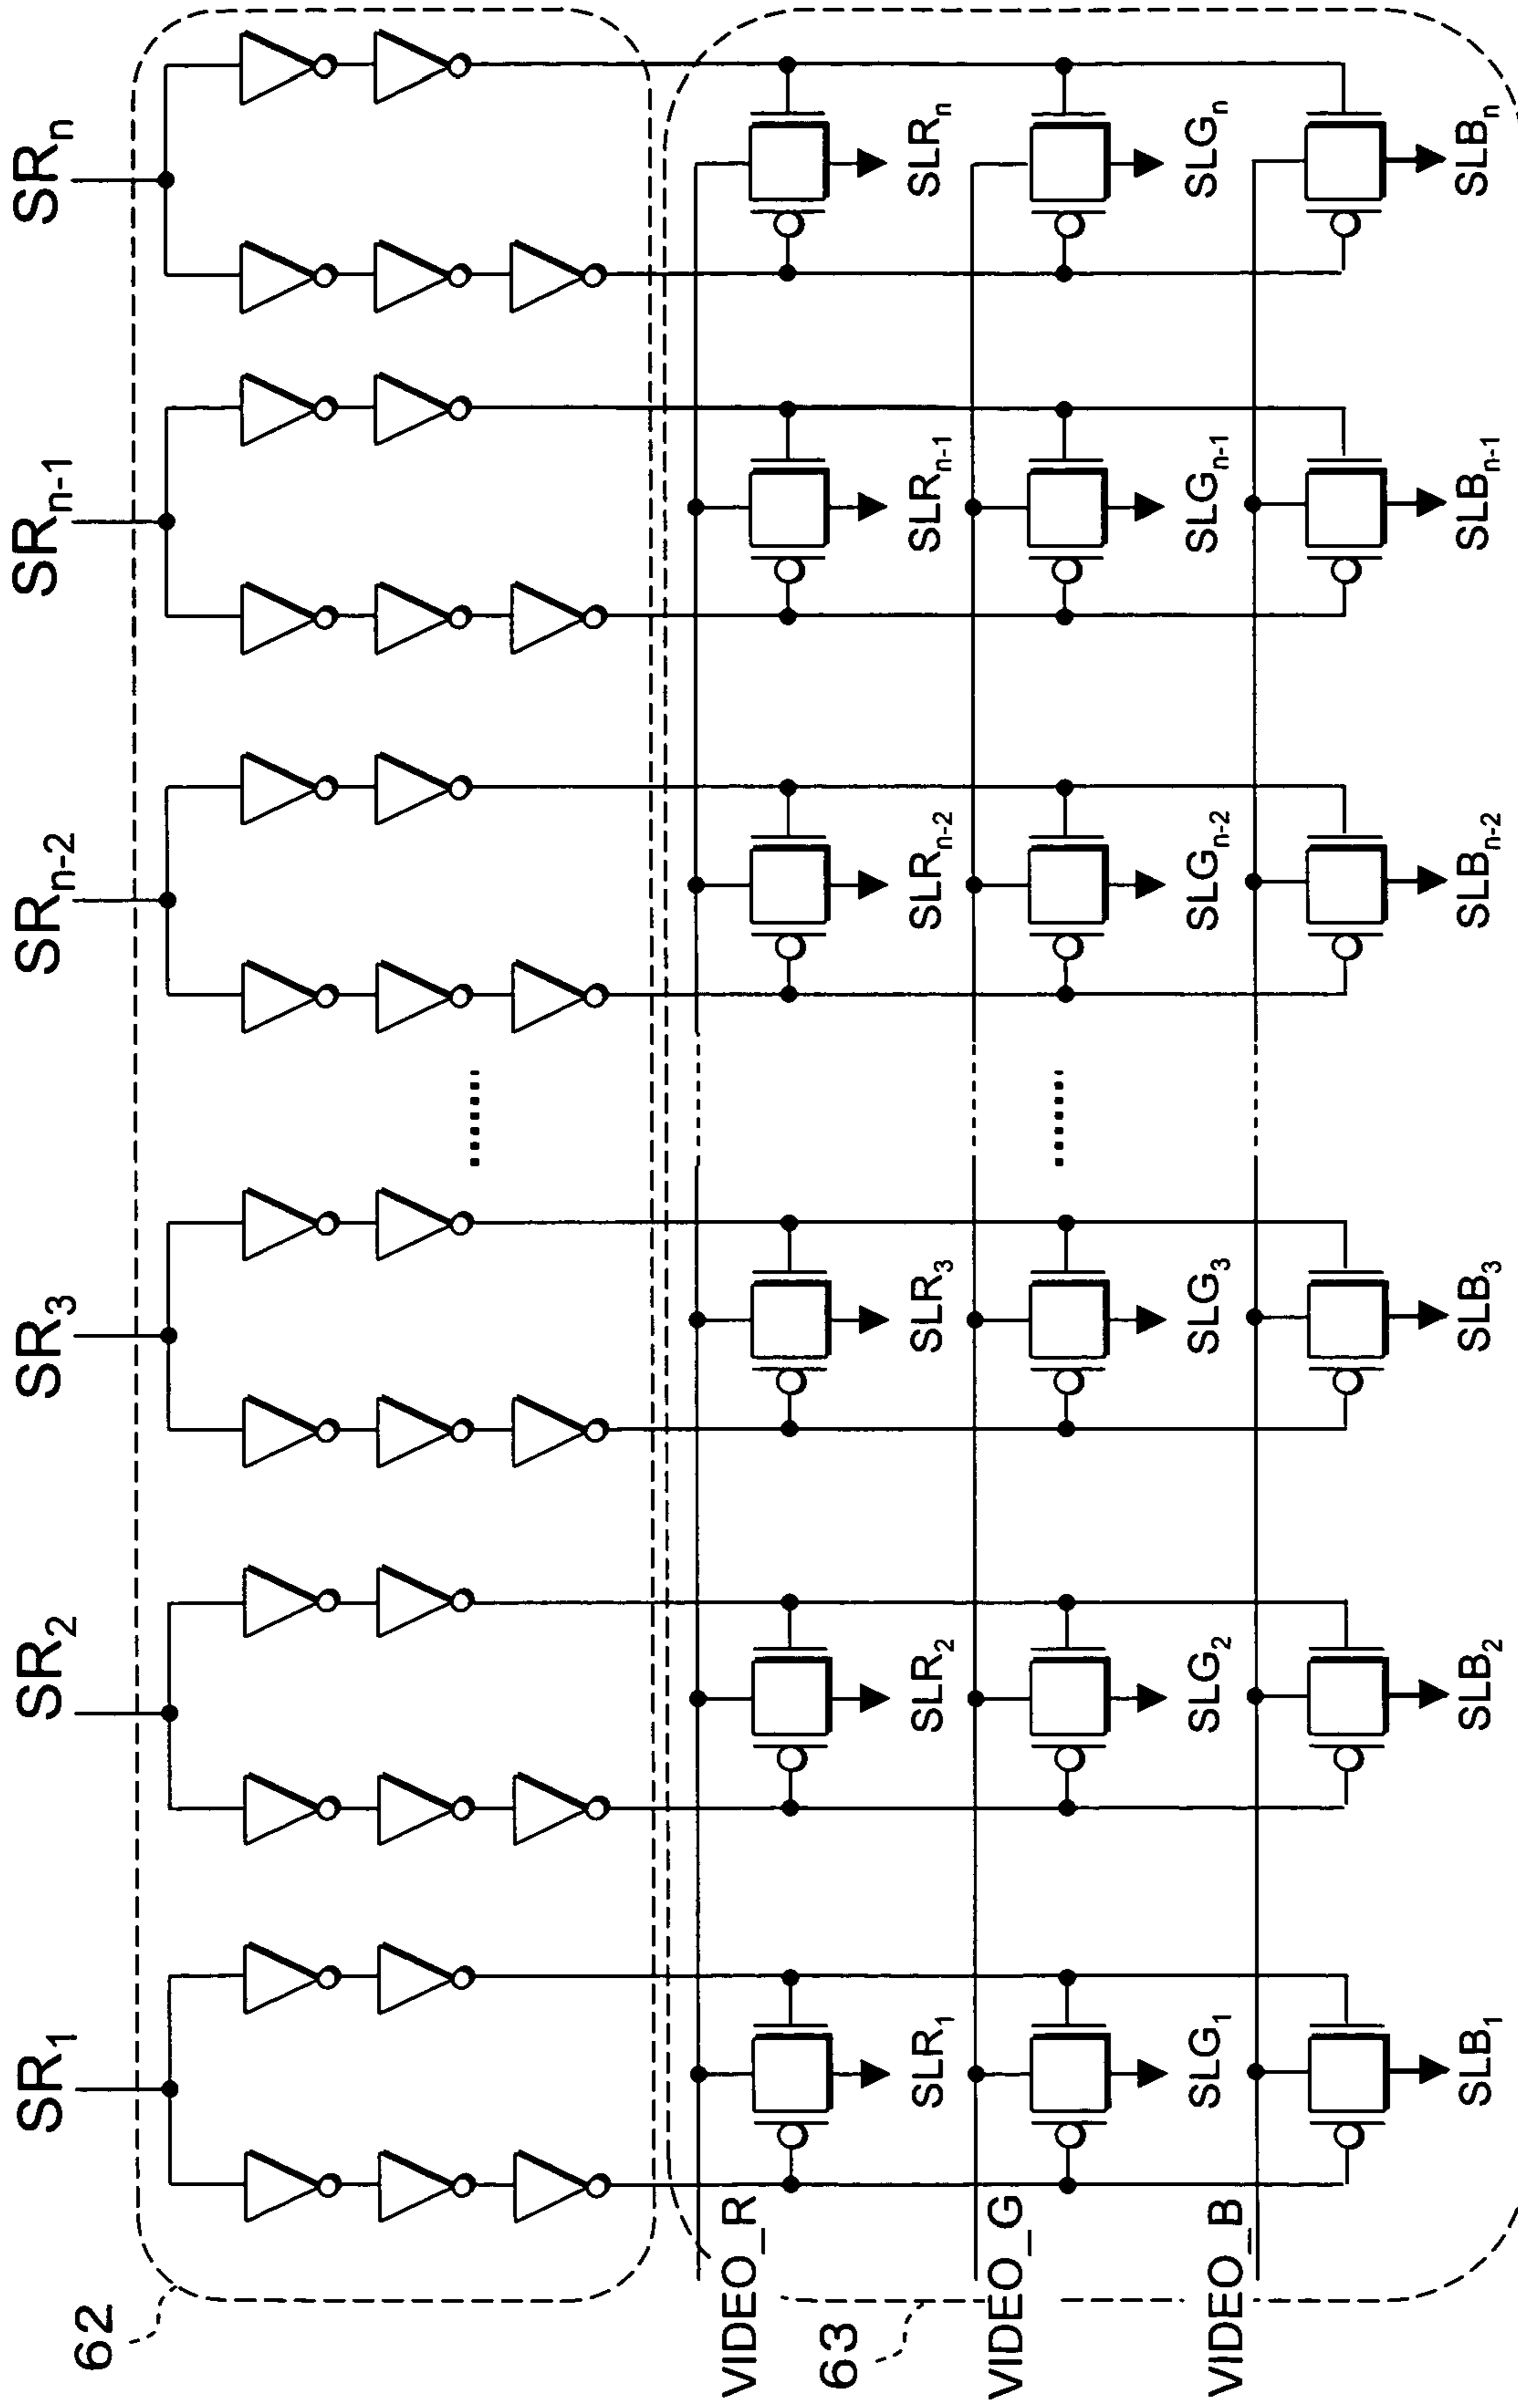 SR1 SR2 SR3 ...... SRn-2 SRn-1 SRn
62
......
VIDEO_R
SLR1 SLR2 SLR3 SLRn-2 SLRn-1 SLRn
63
VIDEO_G
SLG1 SLG2 SLG3 ...... SLGn-2 SLGn-1 SLGn
VIDEO_B
SLB1 SLB2 SLB3 SLBn-2 SLBn-1 SLBn